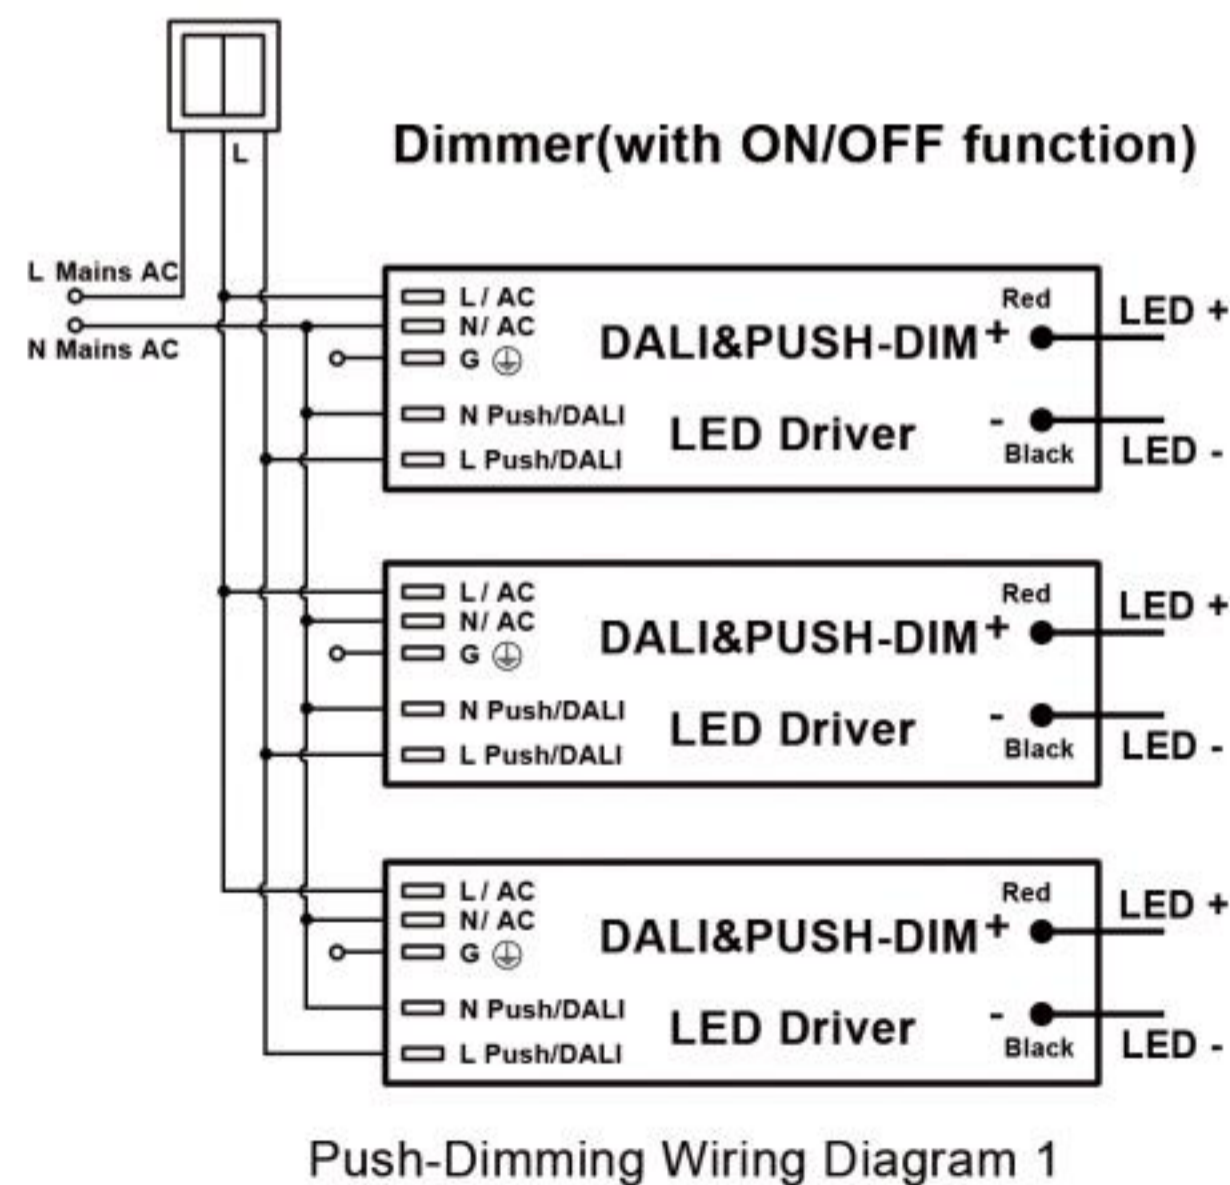 L
Dimmer(with ON/OFF function)
L Mains AC
N Mains AC
L/ AC
N/ AC
G
N Push/DALI
L Push/DALI
DALI&PUSH-DIM
LED Driver
Red
+
-
Black
LED +
LED -
L/ AC
N/ AC
G
N Push/DALI
L Push/DALI
DALI&PUSH-DIM
LED Driver
Red
+
-
Black
LED +
LED -
L/ AC
N/ AC
G
N Push/DALI
L Push/DALI
DALI&PUSH-DIM
LED Driver
Red
+
-
Black
LED +
LED -
Push-Dimming Wiring Diagram 1